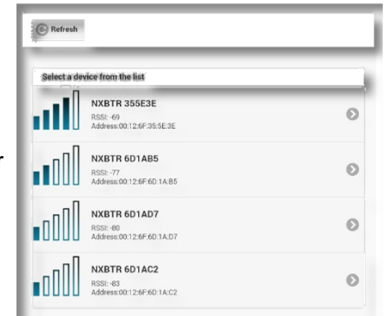 Refresh
Select a device from the list
NXBTR 355E3E
RSSI: -69
Address:00:12:6F:35:5E:3E
NXBTR 6D1AB5
RSSI: -77
Address:00:12:6F:6D:1A:B5
NXBTR 6D1AD7
RSSI: -80
Address:00:12:6F:6D:1A:D7
NXBTR 6D1AC2
RSSI: -83
Address:00:12:6F:6D:1A:C2